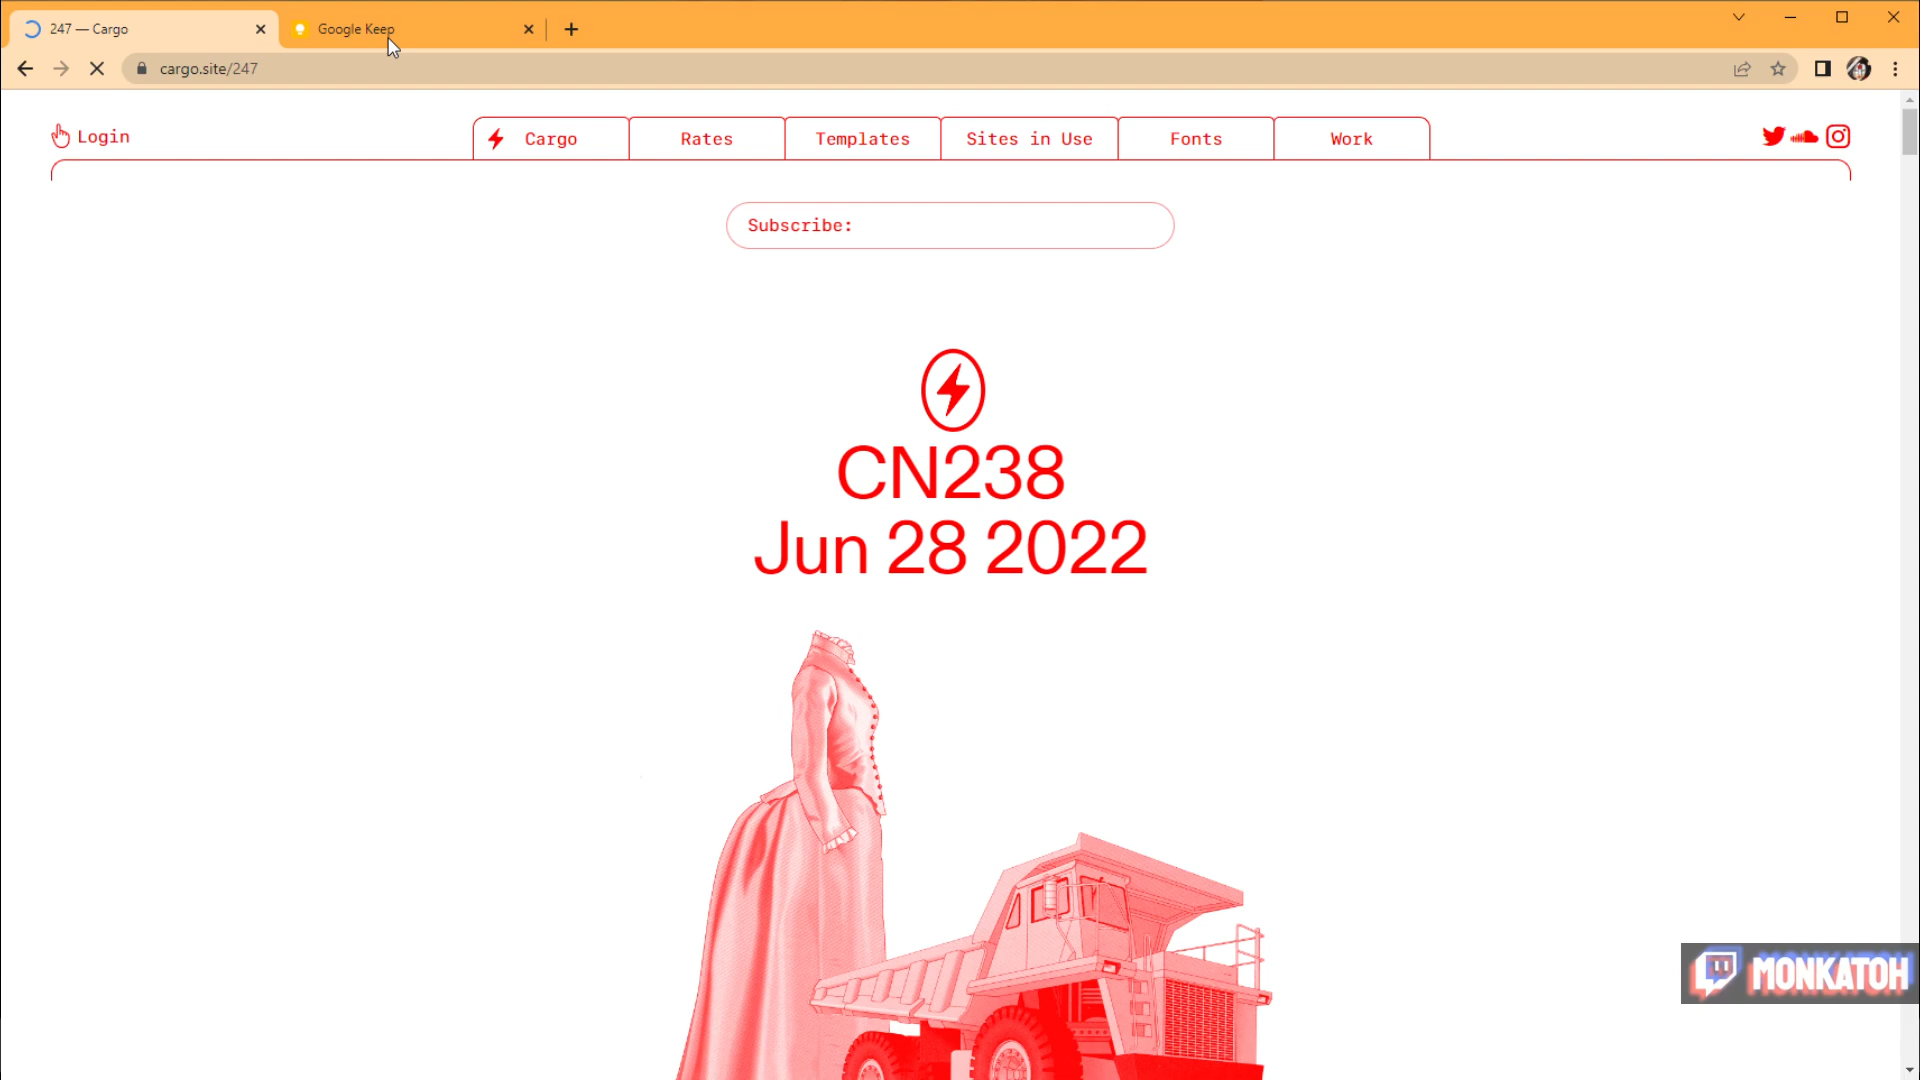 247 — Cargo
Google Keep
cargo.site/247
Login
Cargo
Rates
Templates
Sites in Use
Fonts
Work
Subscribe:
CN238
Jun 28 2022
MONKATOH